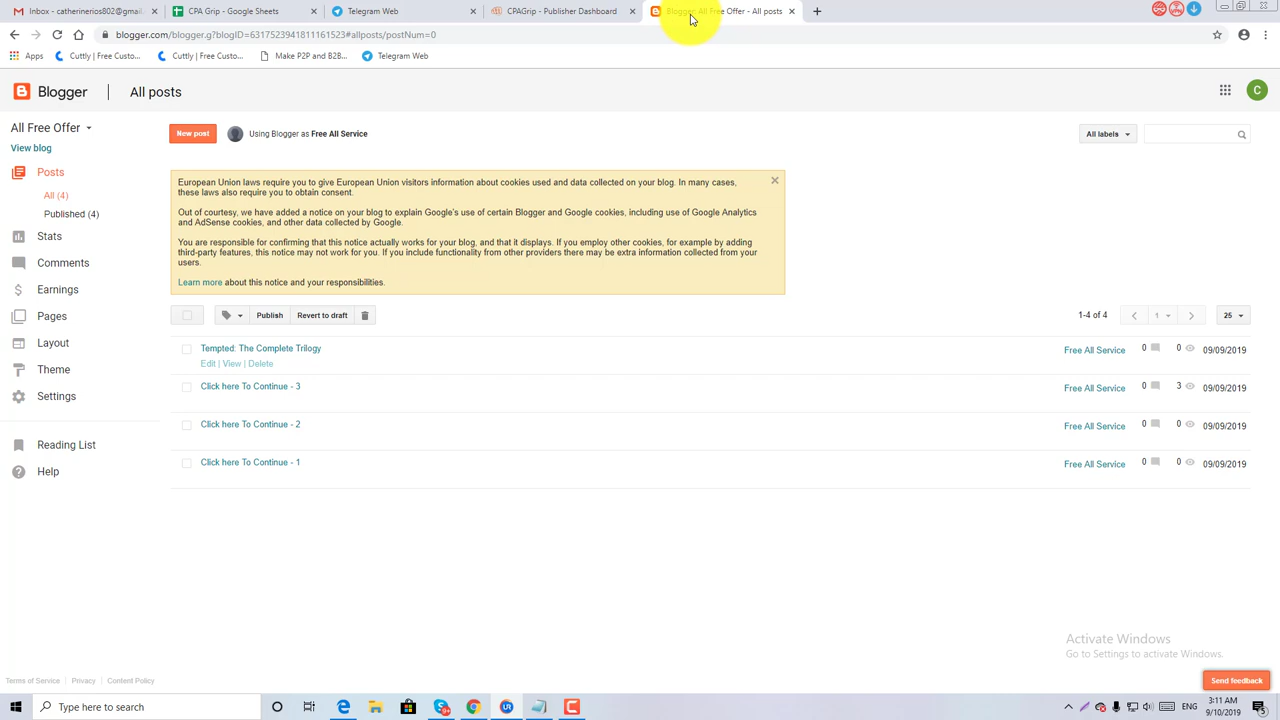 Inbox - catherinerios802@gmail.co
CPA Grip - Google Sheets
Telegram Web
CPAGrip - Publisher Dashboard
Blogger: All Free Offer - All posts
blogger.com/blogger.g?blogID=6317523941811161523#allposts/postNum=0
Apps
Cuttly | Free Custo...
Cuttly | Free Custo...
Make P2P and B2B...
Telegram Web
Blogger
All posts
C
All Free Offer
New post
Using Blogger as Free All Service
All labels
View blog
Posts
All (4)
Published (4)
Stats
Comments
Earnings
Pages
Layout
Theme
Settings
Reading List
Help
European Union laws require you to give European Union visitors information about cookies used and data collected on your blog. In many cases,
these laws also require you to obtain consent.
Out of courtesy, we have added a notice on your blog to explain Google's use of certain Blogger and Google cookies, including use of Google Analytics
and AdSense cookies, and other data collected by Google.
You are responsible for confirming that this notice actually works for your blog, and that it displays. If you employ other cookies, for example by adding
third-party features, this notice may not work for you. If you include functionality from other providers there may be extra information collected from your
users.
Learn more about this notice and your responsibilities.
Publish
Revert to draft
1-4 of 4
1
25
Tempted: The Complete Trilogy
Edit | View | Delete
Free All Service
0
0
09/09/2019
Click here To Continue - 3
Free All Service
0
3
09/09/2019
Click here To Continue - 2
Free All Service
0
0
09/09/2019
Click here To Continue - 1
Free All Service
0
0
09/09/2019
Activate Windows
Go to Settings to activate Windows.
Terms of Service | Privacy | Content Policy
Send feedback
Type here to search
ENG
3:11 AM
9/10/2019